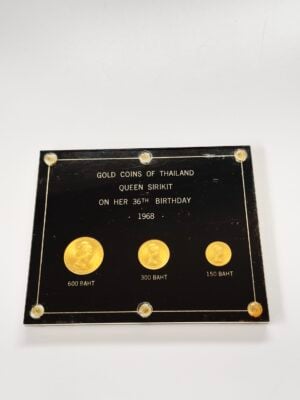 GOLD COINS OF THAILAND
QUEEN SIRIKIT
ON HER 36TH BIRTHDAY
· 1968 ·
600 BAHT
300 BAHT
150 BAHT